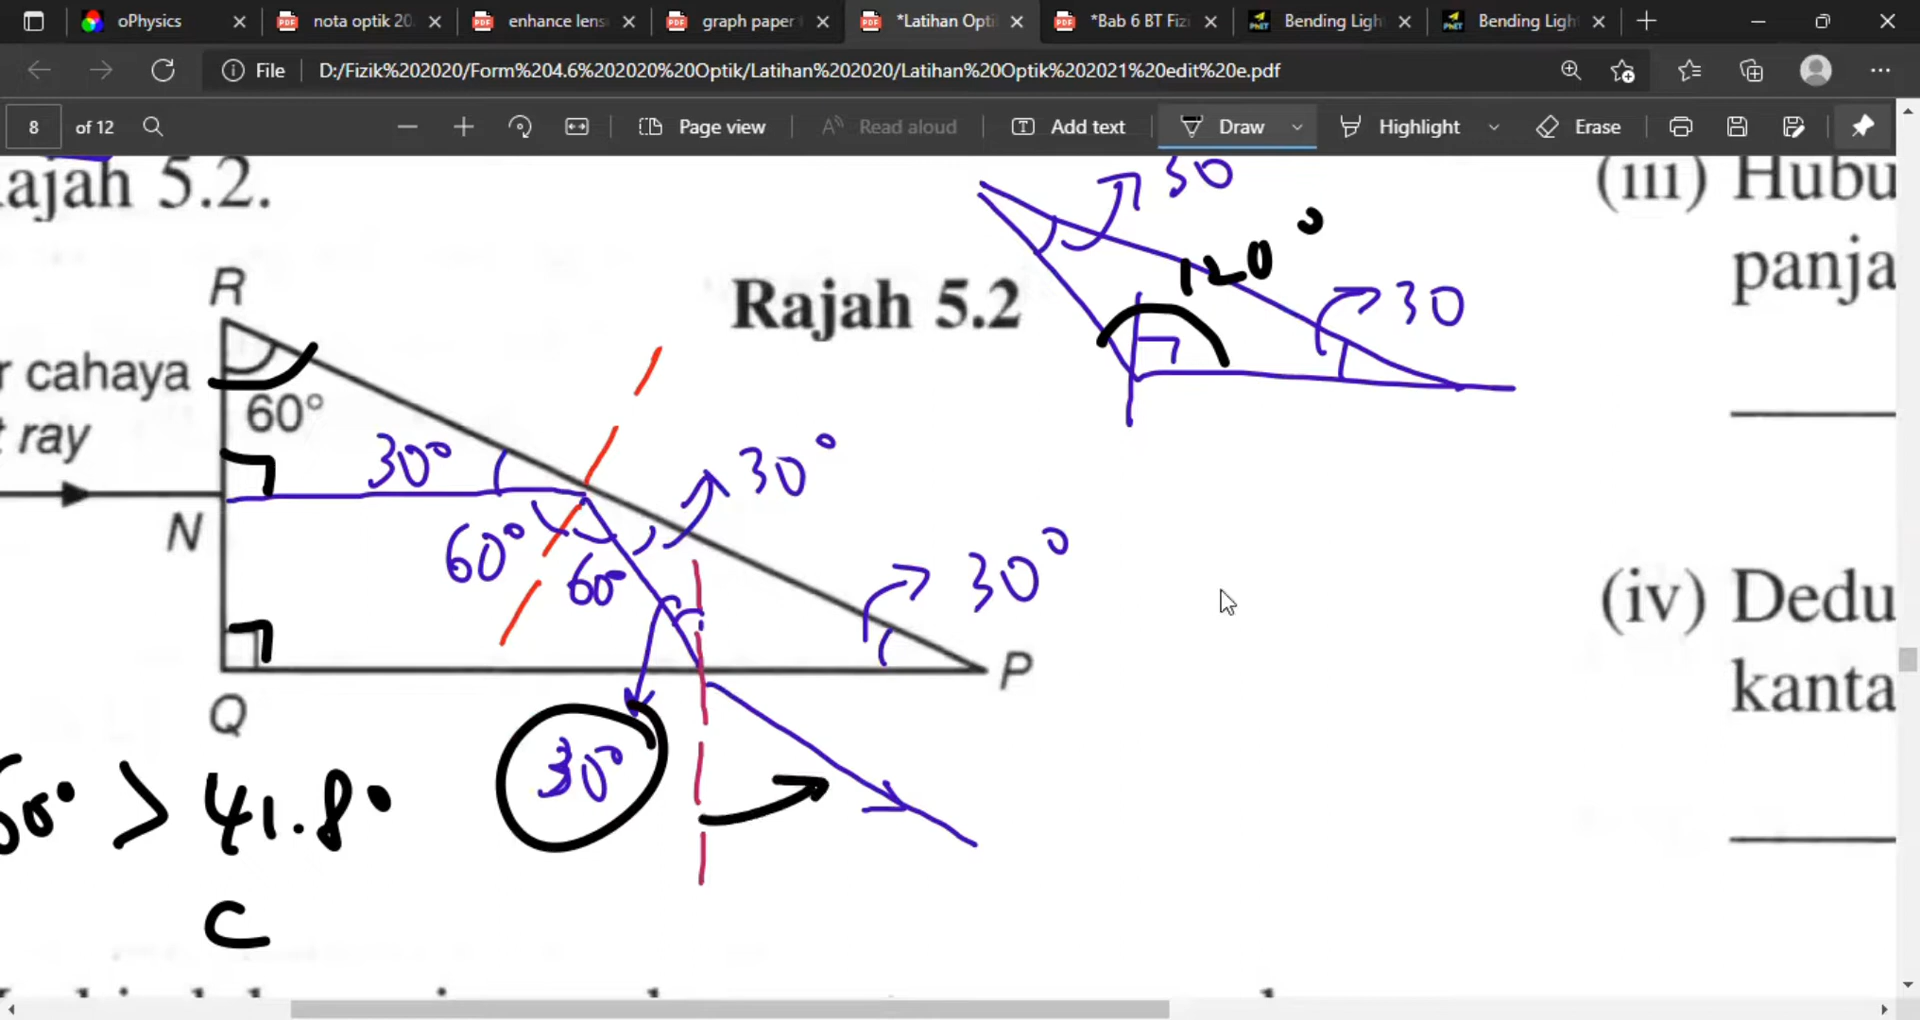 oPhysics
nota optik 20
enhance lens
graph paper
*Latihan Opti
*Bab 6 BT Fizi
Bending Ligh
Bending Ligh
File
D:/Fizik%202020/Form%204.6%202020%20Optik/Latihan%202020/Latihan%20Optik%202021%20edit%20e.pdf
8 of 12
Page view
Read aloud
Add text
Draw
Highlight
Erase
ajah 5.2.
30
(iii) Hubu
120°
panja
R
Rajah 5.2
30
r cahaya
60°
t ray
30°
30°
N
60°
60°
30°
(iv) Dedu
P
kanta
Q
30°
60° > 41.8°
C